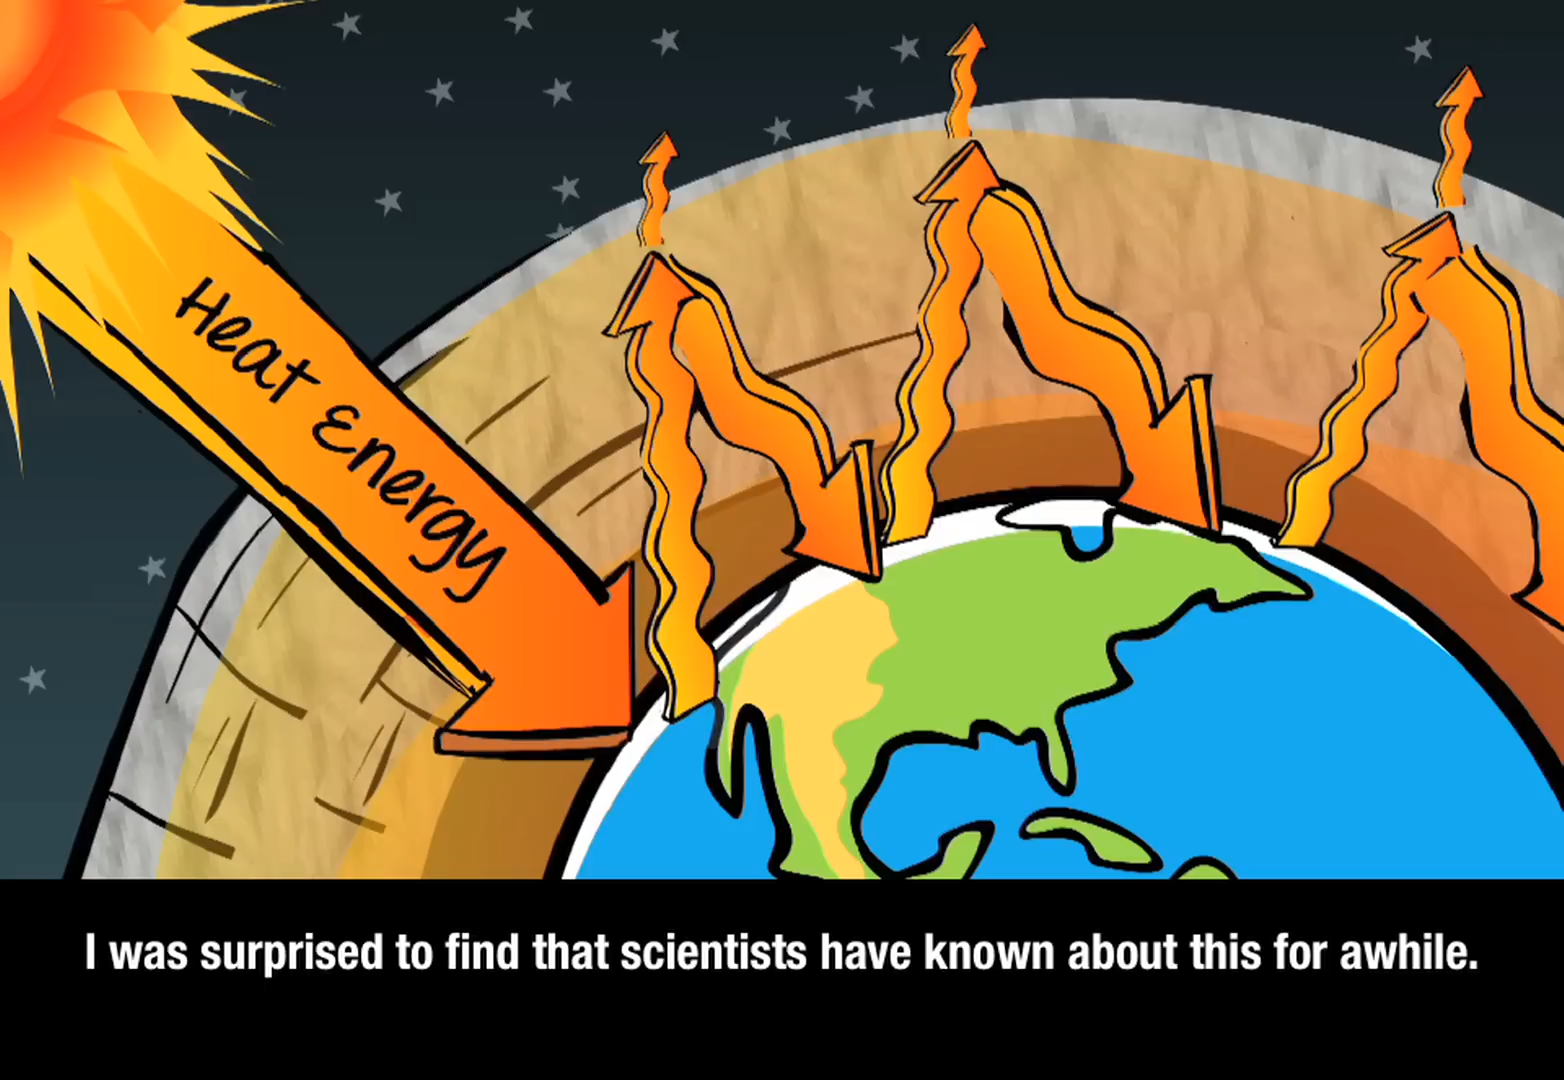 Heat Energy
I was surprised to find that scientists have known about this for awhile.